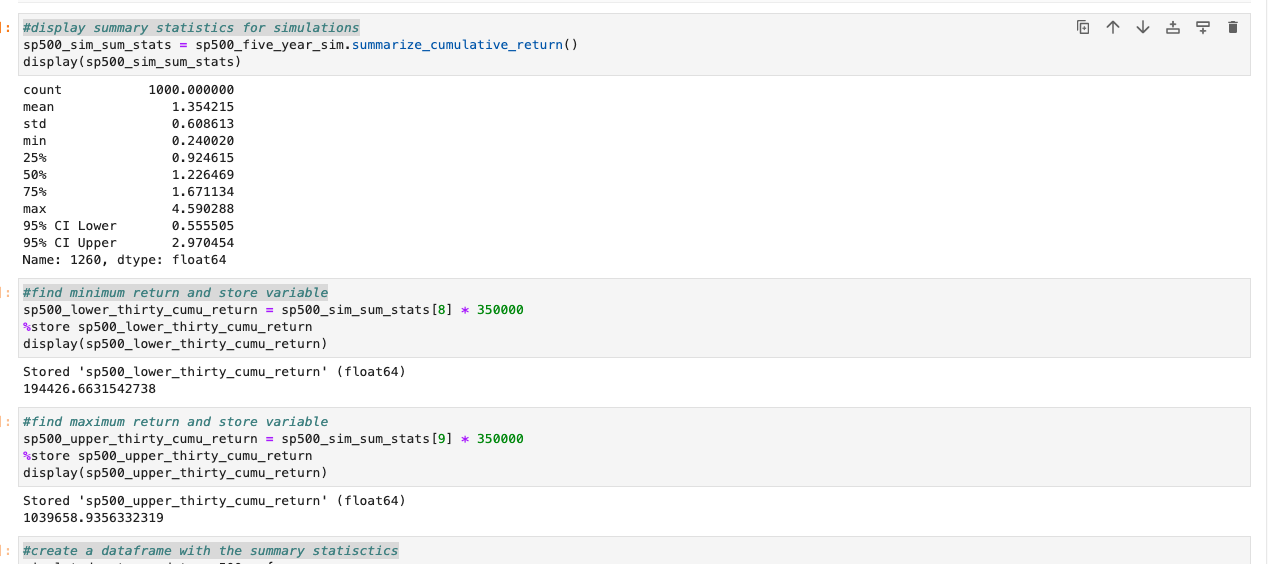 #display summary statistics for simulations
sp500_sim_sum_stats = sp500_five_year_sim.summarize_cumulative_return()
display(sp500_sim_sum_stats)
count 1000.000000
mean 1.354215
std 0.608613
min 0.240020
25% 0.924615
50% 1.226469
75% 1.671134
max 4.590288
95% CI Lower 0.555505
95% CI Upper 2.970454
Name: 1260, dtype: float64
#find minimum return and store variable
sp500_lower_thirty_cumu_return = sp500_sim_sum_stats[8] * 350000
%store sp500_lower_thirty_cumu_return
display(sp500_lower_thirty_cumu_return)
Stored 'sp500_lower_thirty_cumu_return' (float64)
194426.6631542738
#find maximum return and store variable
sp500_upper_thirty_cumu_return = sp500_sim_sum_stats[9] * 350000
%store sp500_upper_thirty_cumu_return
display(sp500_upper_thirty_cumu_return)
Stored 'sp500_upper_thirty_cumu_return' (float64)
1039658.9356332319
#create a dataframe with the summary statisctics